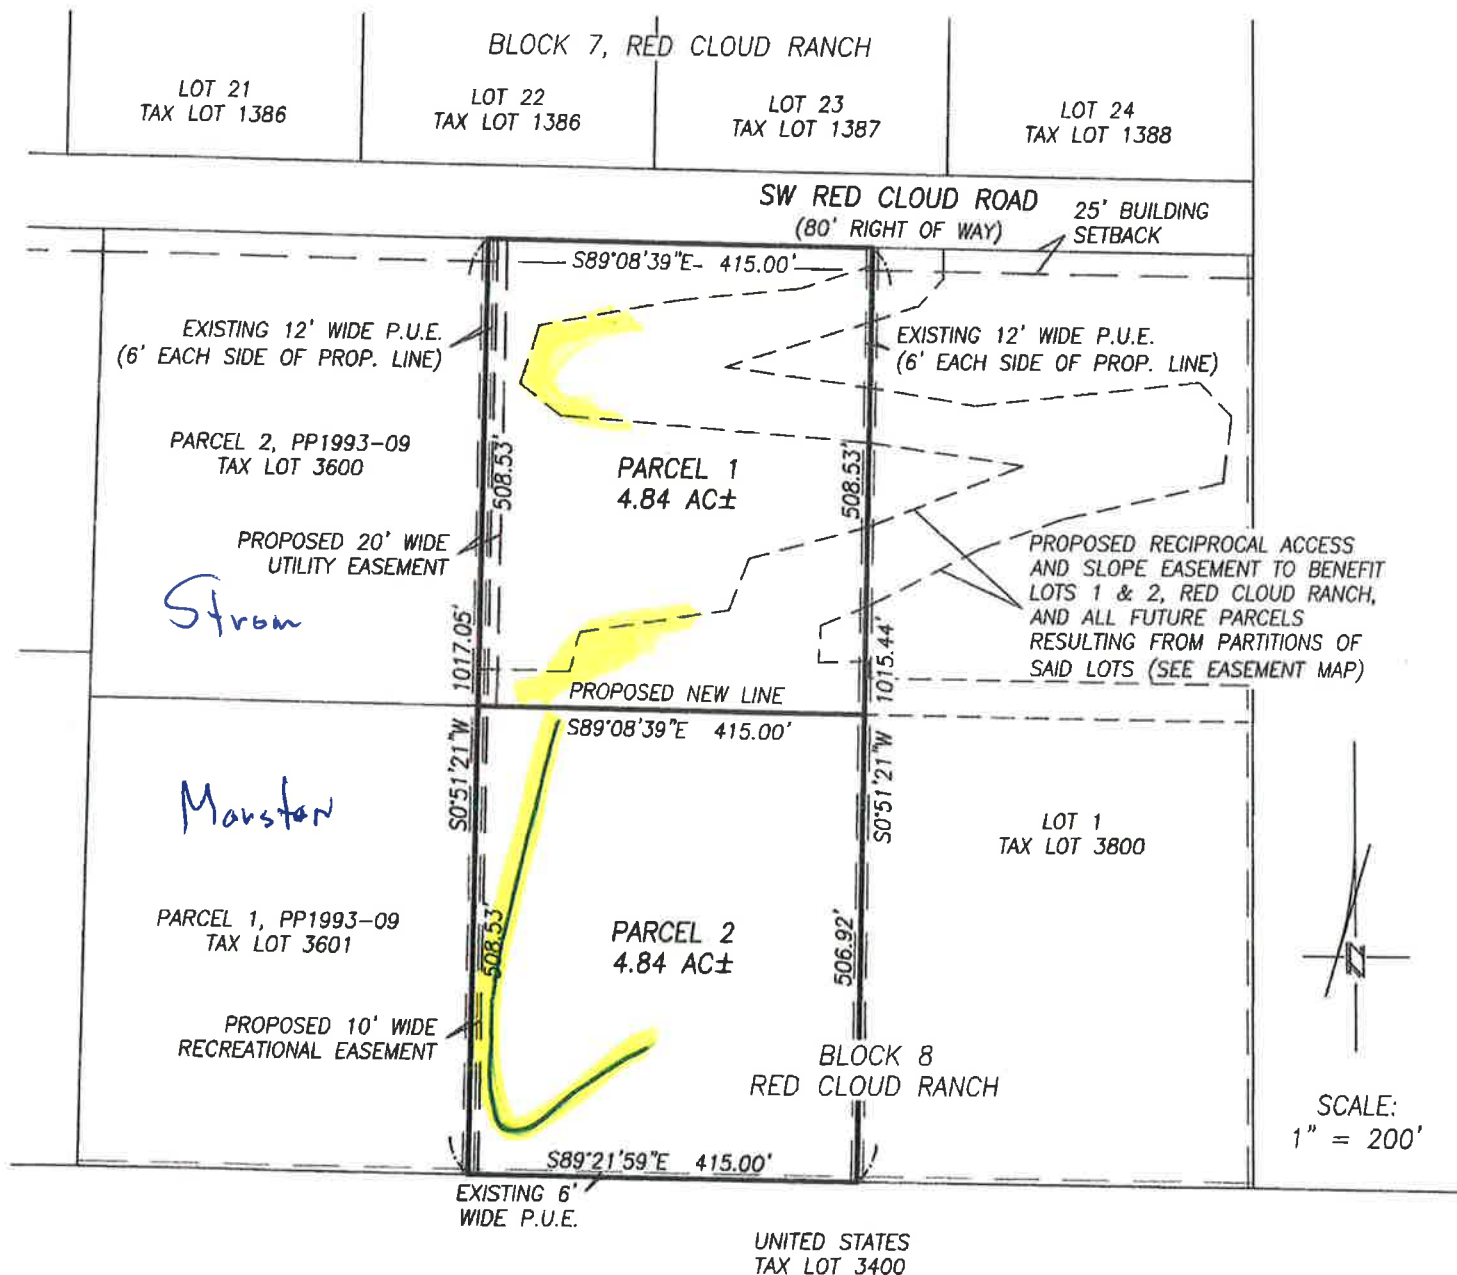 BLOCK 7, RED CLOUD RANCH
LOT 21
TAX LOT 1386
LOT 22
TAX LOT 1386
LOT 23
TAX LOT 1387
LOT 24
TAX LOT 1388
SW RED CLOUD ROAD
(80' RIGHT OF WAY)
25' BUILDING
SETBACK
S89°08'39"E 415.00'
EXISTING 12' WIDE P.U.E.
(6' EACH SIDE OF PROP. LINE)
EXISTING 12' WIDE P.U.E.
(6' EACH SIDE OF PROP. LINE)
PARCEL 2, PP1993-09
TAX LOT 3600
508.53'
PARCEL 1
4.84 AC±
508.53'
PROPOSED 20' WIDE
UTILITY EASEMENT
PROPOSED RECIPROCAL ACCESS
AND SLOPE EASEMENT TO BENEFIT
LOTS 1 & 2, RED CLOUD RANCH,
AND ALL FUTURE PARCELS
RESULTING FROM PARTITIONS OF
SAID LOTS (SEE EASEMENT MAP)
Strom
S0°51'21"W 1017.05'
S0°51'21"W 1015.44'
PROPOSED NEW LINE
S89°08'39"E 415.00'
Marston
LOT 1
TAX LOT 3800
PARCEL 1, PP1993-09
TAX LOT 3601
508.53'
PARCEL 2
4.84 AC±
506.92'
PROPOSED 10' WIDE
RECREATIONAL EASEMENT
BLOCK 8
RED CLOUD RANCH
N
SCALE:
1" = 200'
S89°21'59"E 415.00'
EXISTING 6'
WIDE P.U.E.
UNITED STATES
TAX LOT 3400